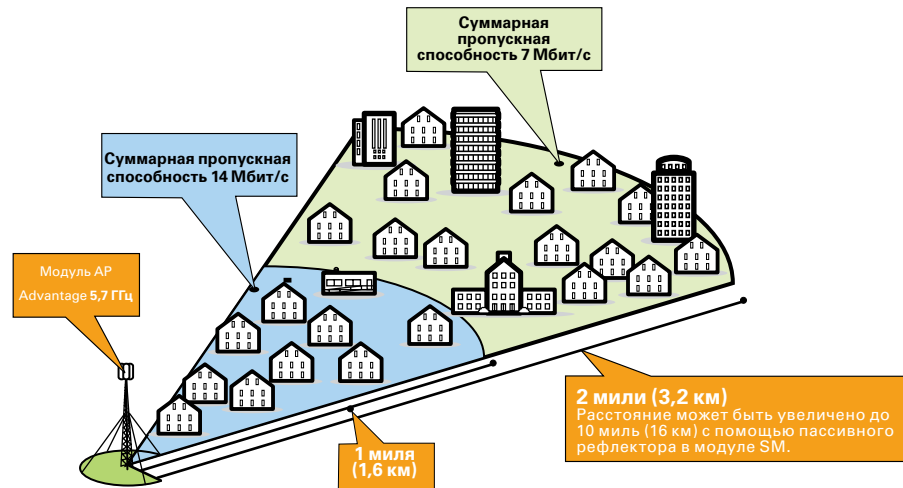 Суммарная
пропускная
способность 7 Мбит/с
Суммарная пропускная
способность 14 Мбит/с
Модуль AP
Advantage 5,7 ГГц
2 мили (3,2 км)
Расстояние может быть увеличено до
10 миль (16 км) с помощью пассивного
рефлектора в модуле SM.
1 миля
(1,6 км)